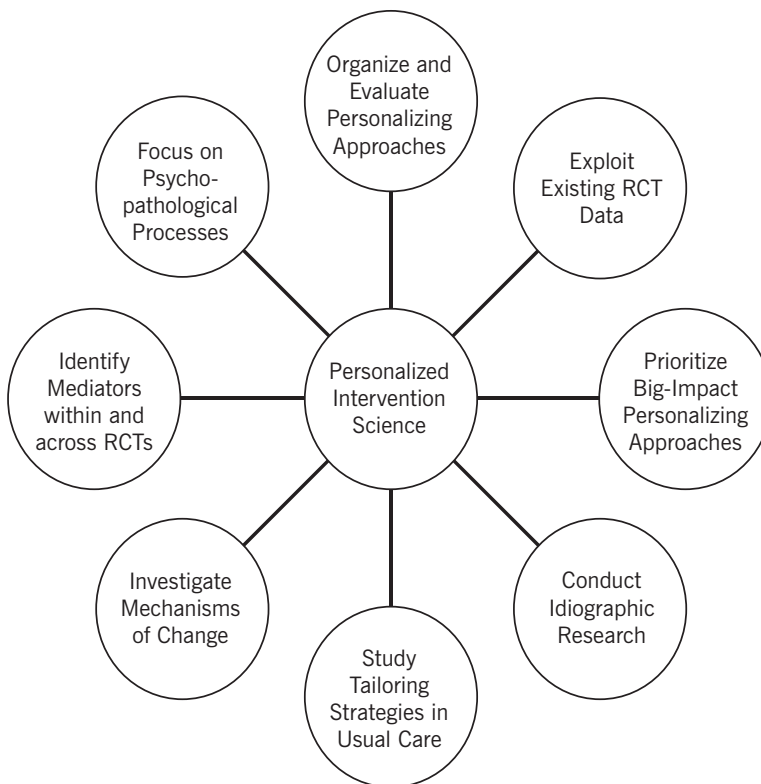 Organize and
Evaluate
Personalizing
Approaches
Focus on
Psycho-
pathological
Processes
Exploit
Existing RCT
Data
Identify
Mediators
within and
across RCTs
Personalized
Intervention
Science
Prioritize
Big-Impact
Personalizing
Approaches
Investigate
Mechanisms
of Change
Conduct
Idiographic
Research
Study
Tailoring
Strategies in
Usual Care